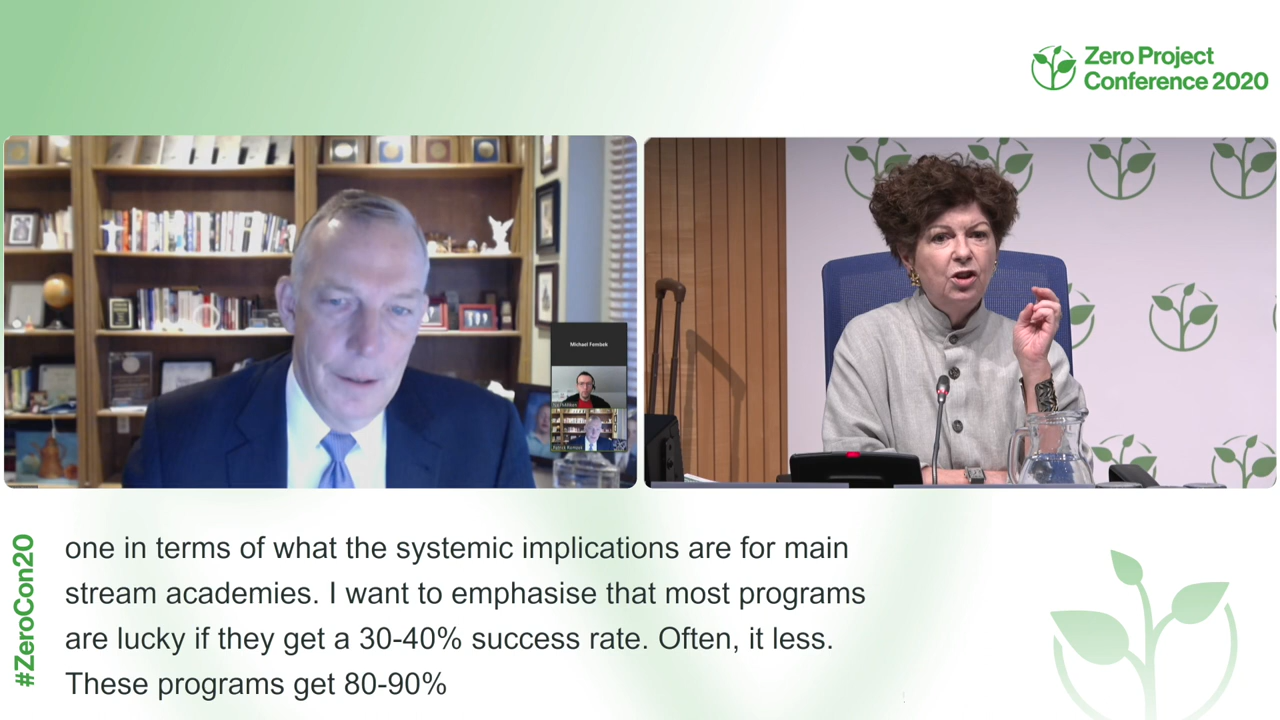 Zero Project
Conference 2020
Michael Fembek
#ZeroCon20
one in terms of what the systemic implications are for main
stream academies. I want to emphasise that most programs
are lucky if they get a 30-40% success rate. Often, it less.
These programs get 80-90%